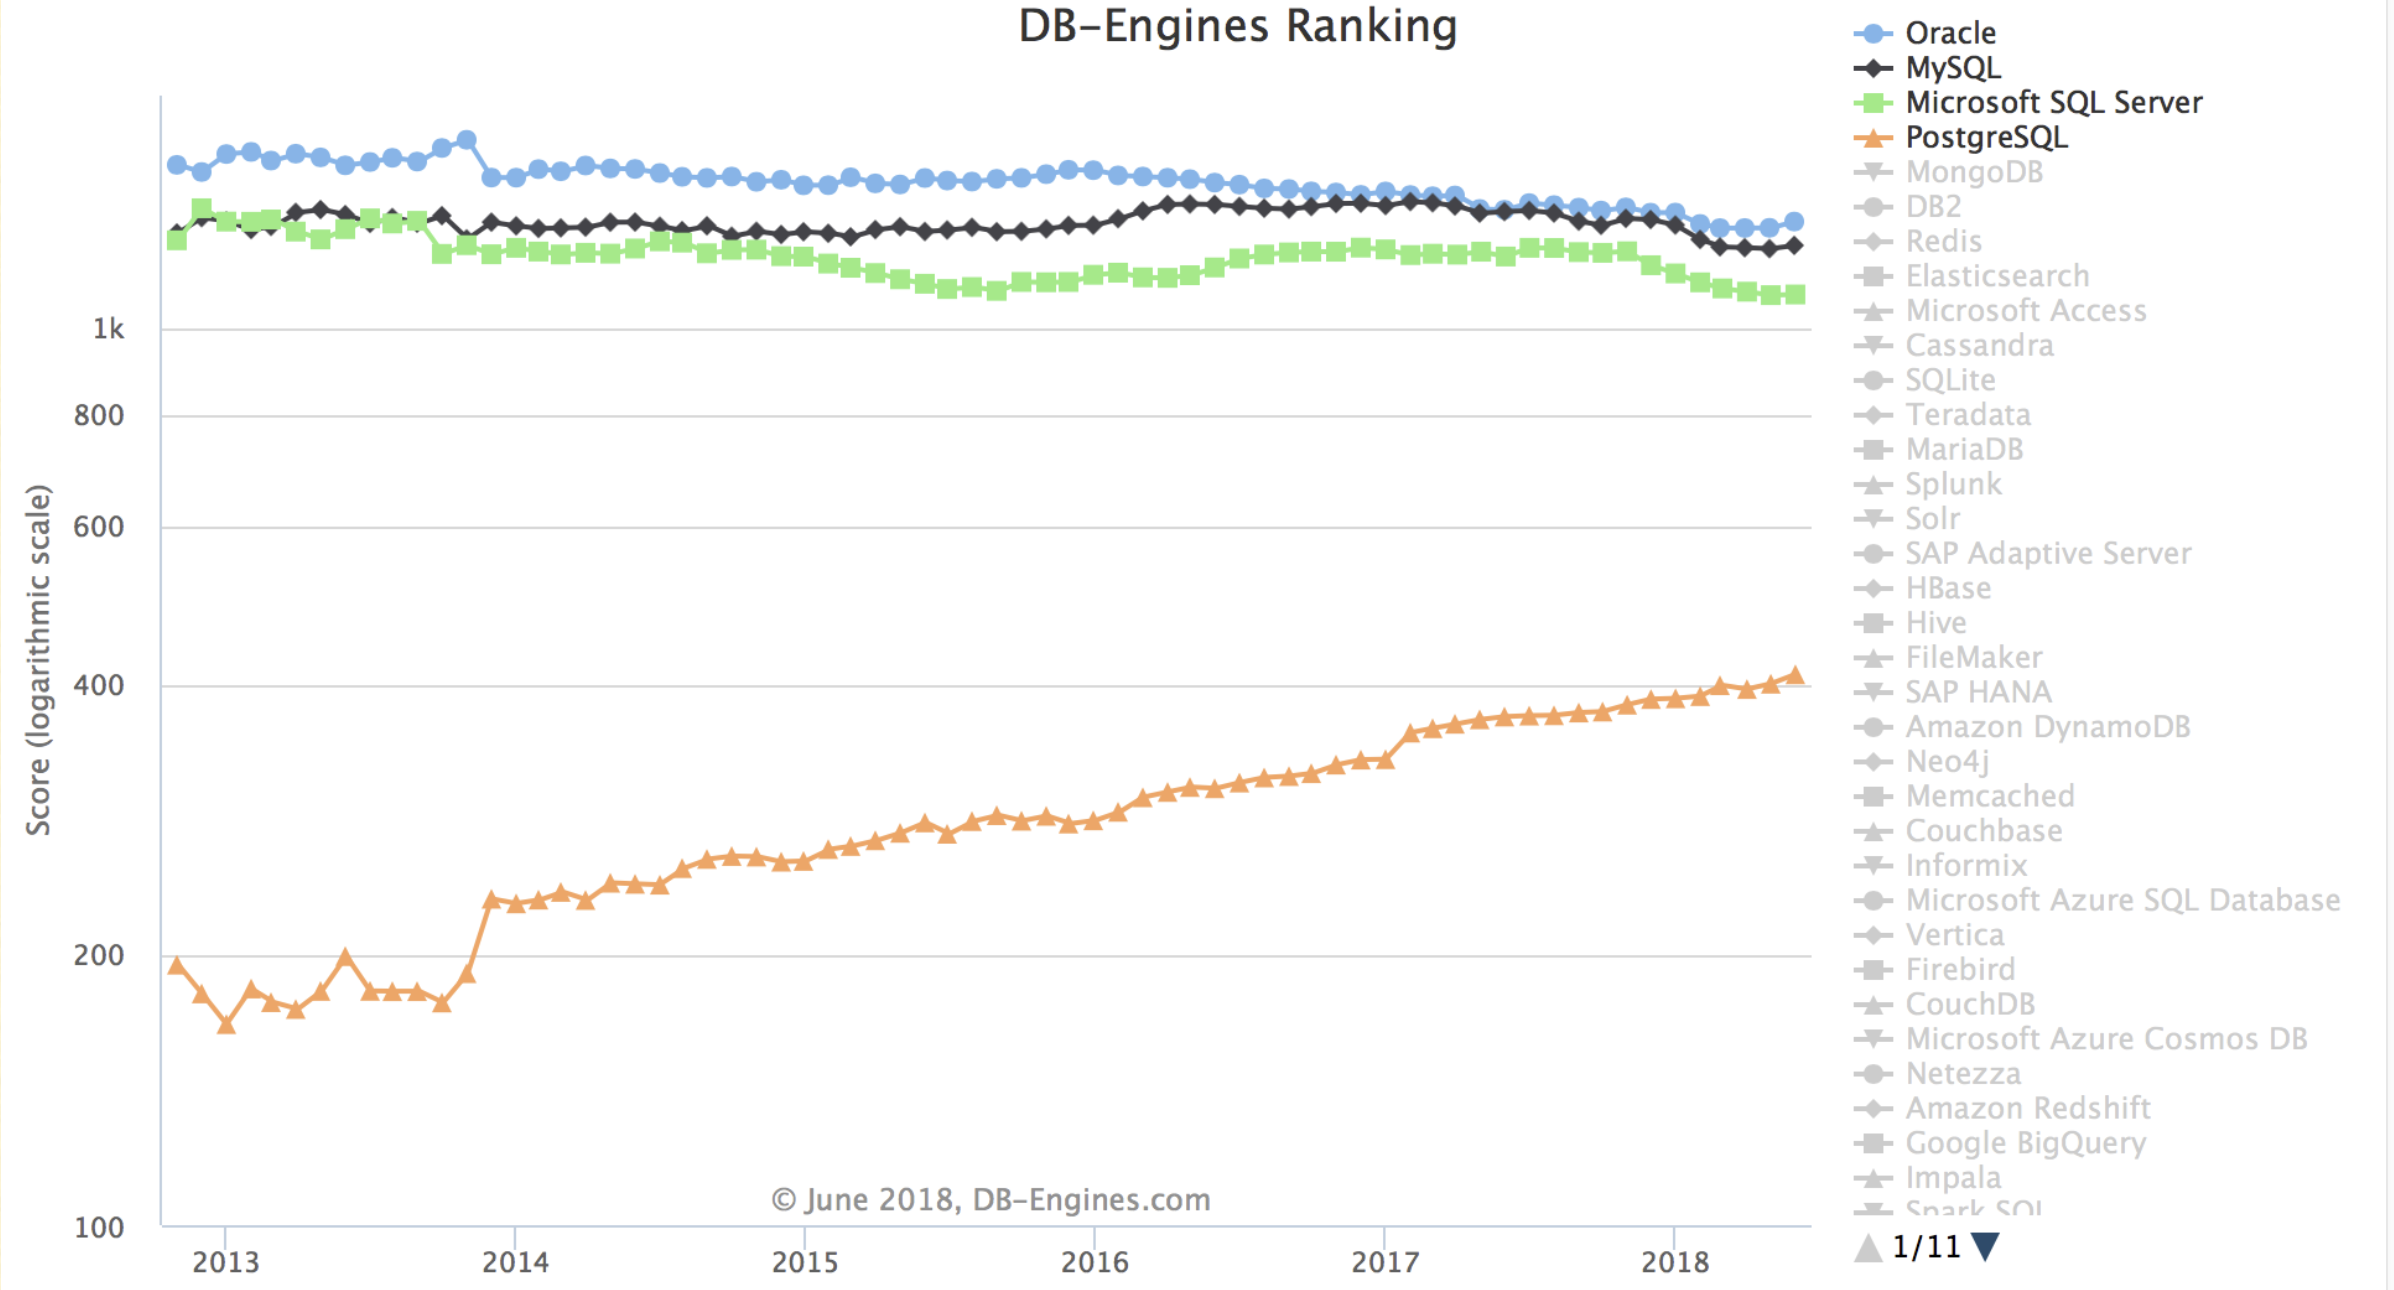 DB-Engines Ranking
Score (logarithmic scale)
1k
800
600
400
200
100
2013
2014
2015
2016
2017
2018
© June 2018, DB-Engines.com
Oracle
MySQL
Microsoft SQL Server
PostgreSQL
MongoDB
DB2
Redis
Elasticsearch
Microsoft Access
Cassandra
SQLite
Teradata
MariaDB
Splunk
Solr
SAP Adaptive Server
HBase
Hive
FileMaker
SAP HANA
Amazon DynamoDB
Neo4j
Memcached
Couchbase
Informix
Microsoft Azure SQL Database
Vertica
Firebird
CouchDB
Microsoft Azure Cosmos DB
Netezza
Amazon Redshift
Google BigQuery
Impala
Spark SQL
1/11